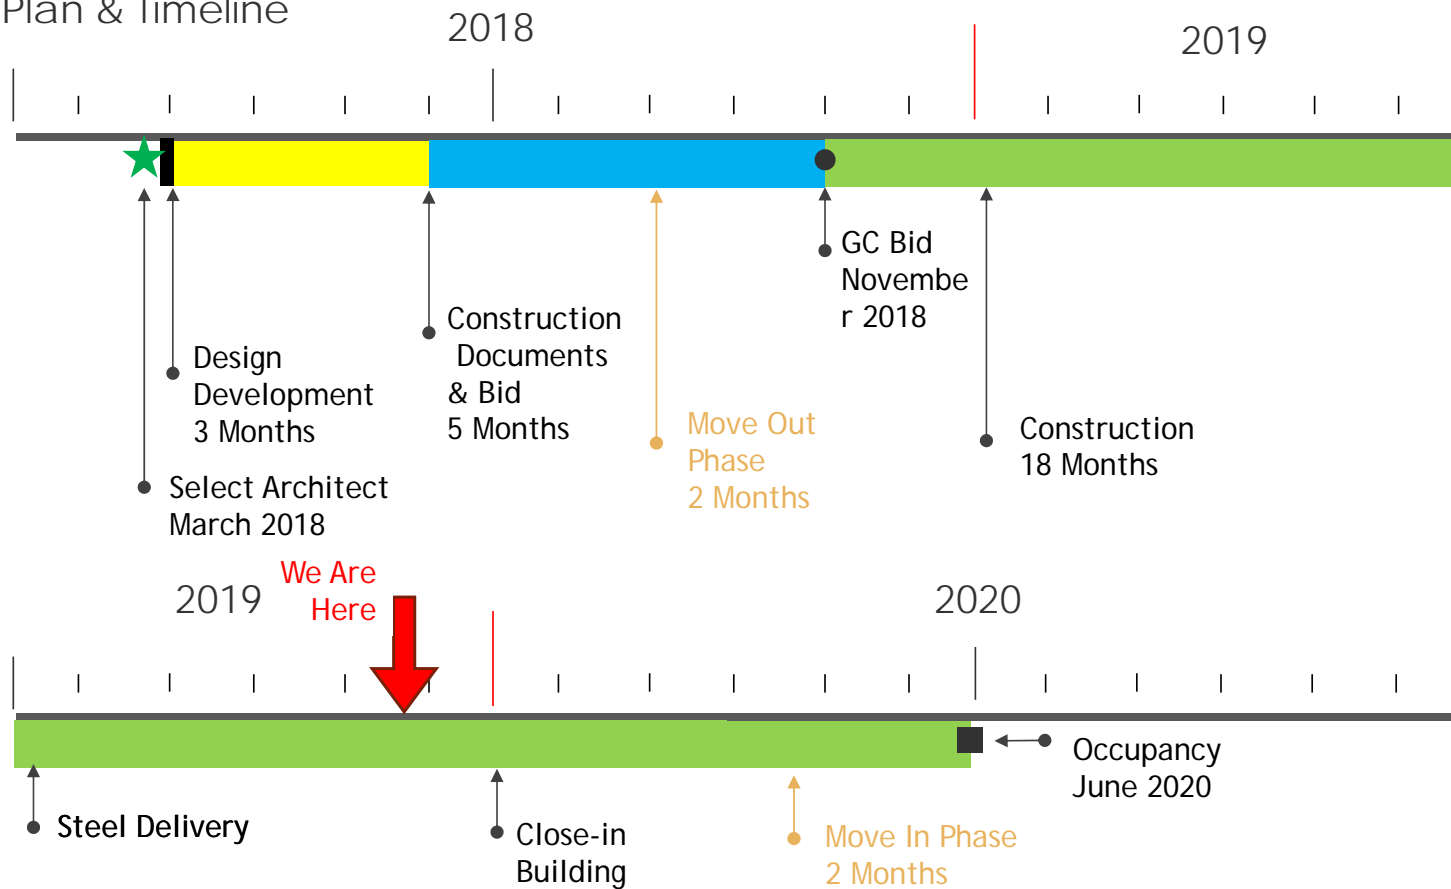 Plan & Timeline
2018
2019
GC Bid
Novembe
r 2018
Construction
Documents
& Bid
5 Months
Design
Development
3 Months
Move Out
Phase
2 Months
Construction
18 Months
Select Architect
March 2018
We Are
Here
2019
2020
Occupancy
June 2020
Steel Delivery
Close-in
Building
Move In Phase
2 Months